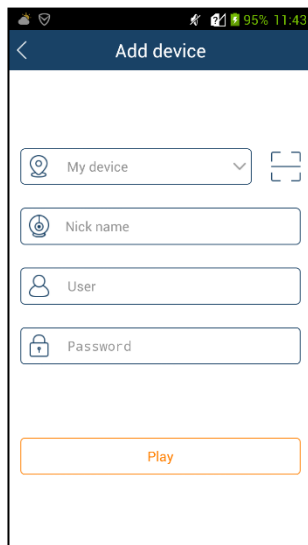 95% 11:43
Add device
My device
Nick name
User
Password
Play